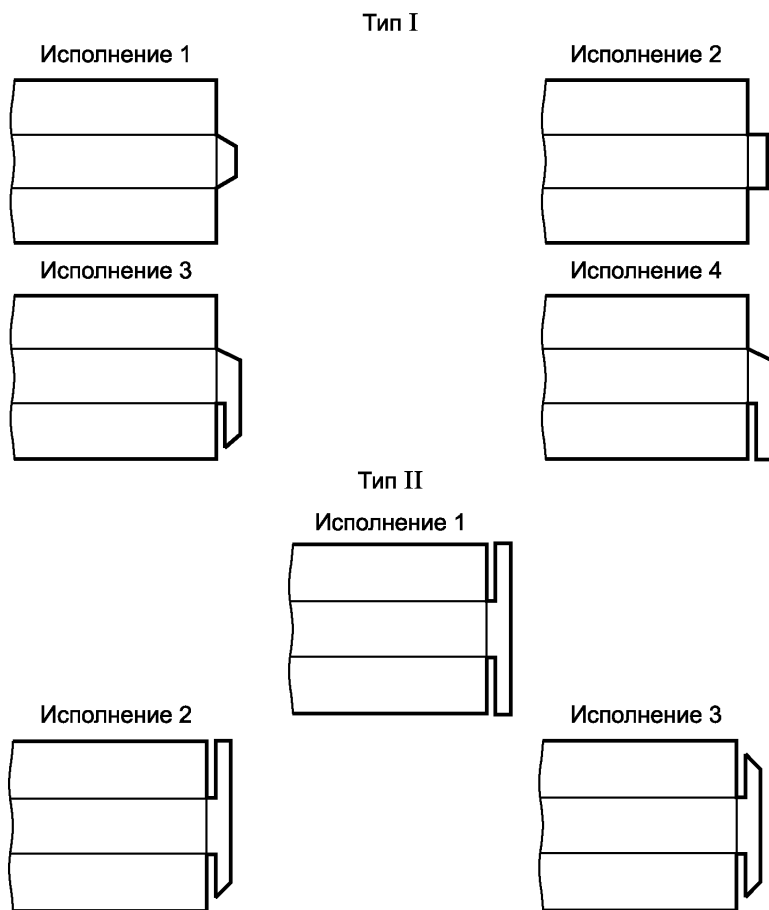 Тип I
Исполнение 1
Исполнение 2
Исполнение 3
Исполнение 4
Тип II
Исполнение 1
Исполнение 2
Исполнение 3